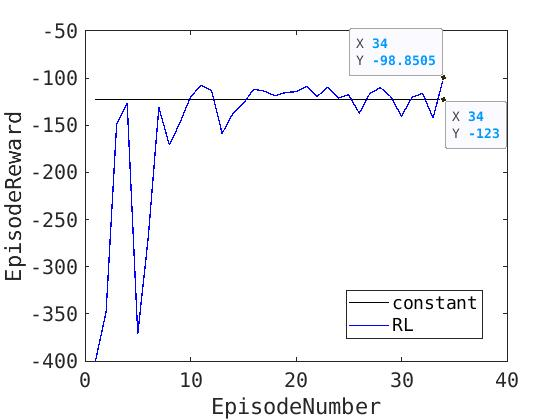 -50
X 34
Y -98.8505
-100
X 34
Y -123
-150
-200
-250
-300
-350
-400
EpisodeReward
constant
RL
0
10
20
30
40
EpisodeNumber